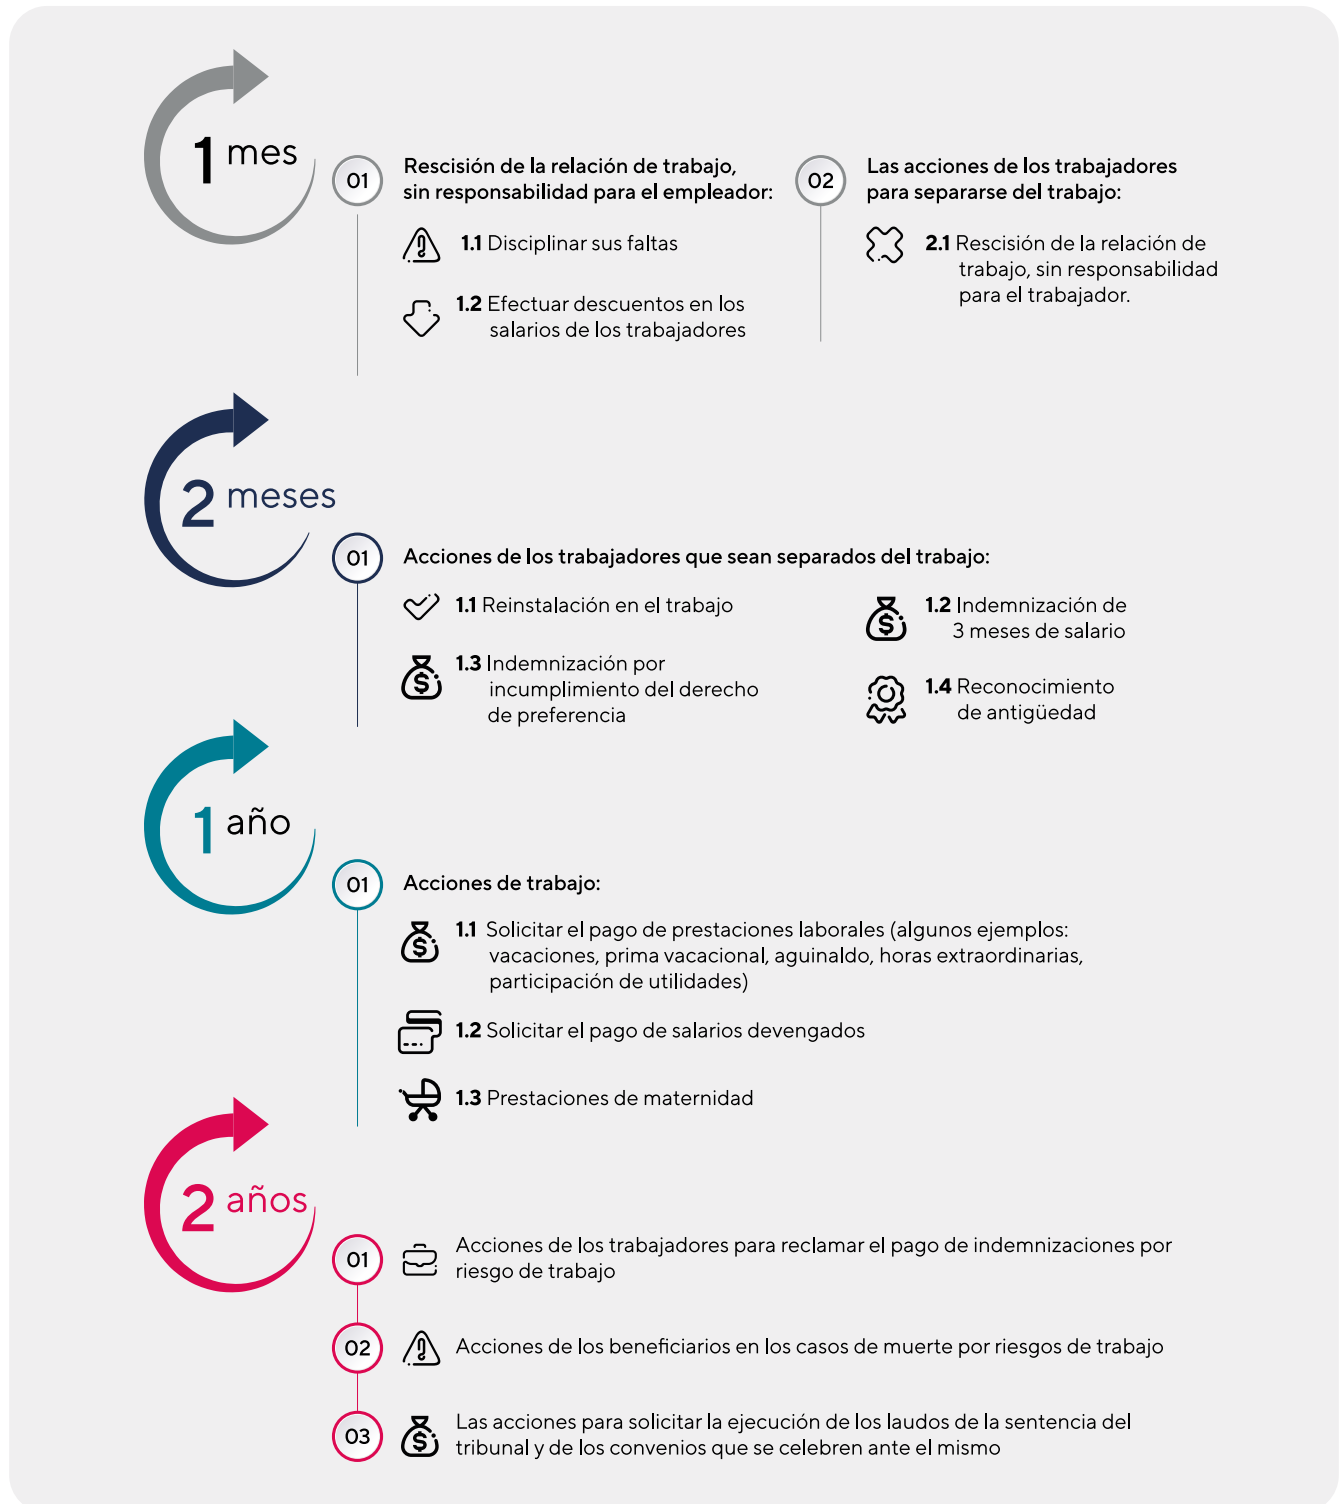 1 mes
01
Rescisión de la relación de trabajo,
sin responsabilidad para el empleador:
1.1 Disciplinar sus faltas
1.2 Efectuar descuentos en los
salarios de los trabajadores
02
Las acciones de los trabajadores
para separarse del trabajo:
2.1 Rescisión de la relación de
trabajo, sin responsabilidad
para el trabajador.
2 meses
01
Acciones de los trabajadores que sean separados del trabajo:
1.1 Reinstalación en el trabajo
1.2 Indemnización de
3 meses de salario
1.3 Indemnización por
incumplimiento del derecho
de preferencia
1.4 Reconocimiento
de antigüedad
1 año
01
Acciones de trabajo:
1.1 Solicitar el pago de prestaciones laborales (algunos ejemplos:
vacaciones, prima vacacional, aguinaldo, horas extraordinarias,
participación de utilidades)
1.2 Solicitar el pago de salarios devengados
1.3 Prestaciones de maternidad
2 años
01
Acciones de los trabajadores para reclamar el pago de indemnizaciones por
riesgo de trabajo
02
Acciones de los beneficiarios en los casos de muerte por riesgos de trabajo
03
Las acciones para solicitar la ejecución de los laudos de la sentencia del
tribunal y de los convenios que se celebren ante el mismo